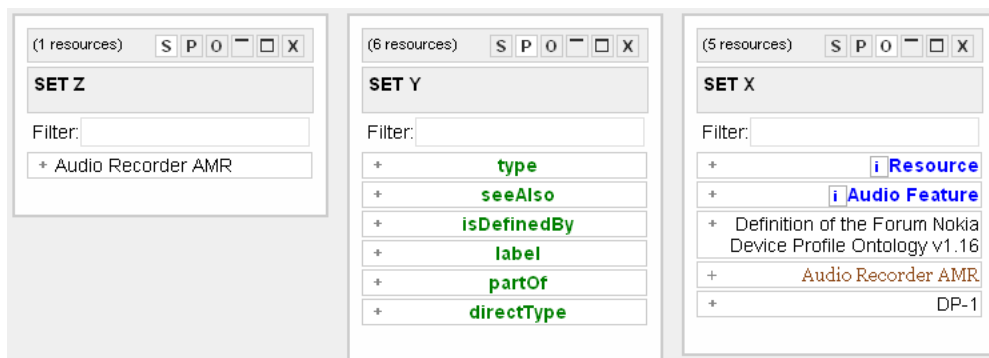 (1 resources) S P O X
SET Z
Filter:
+ Audio Recorder AMR
(6 resources) S P O X
SET Y
Filter:
+ type
+ seeAlso
+ isDefinedBy
+ label
+ partOf
+ directType
(5 resources) S P O X
SET X
Filter:
+ i Resource
+ i Audio Feature
+ Definition of the Forum Nokia
Device Profile Ontology v1.16
+ Audio Recorder AMR
+ DP-1